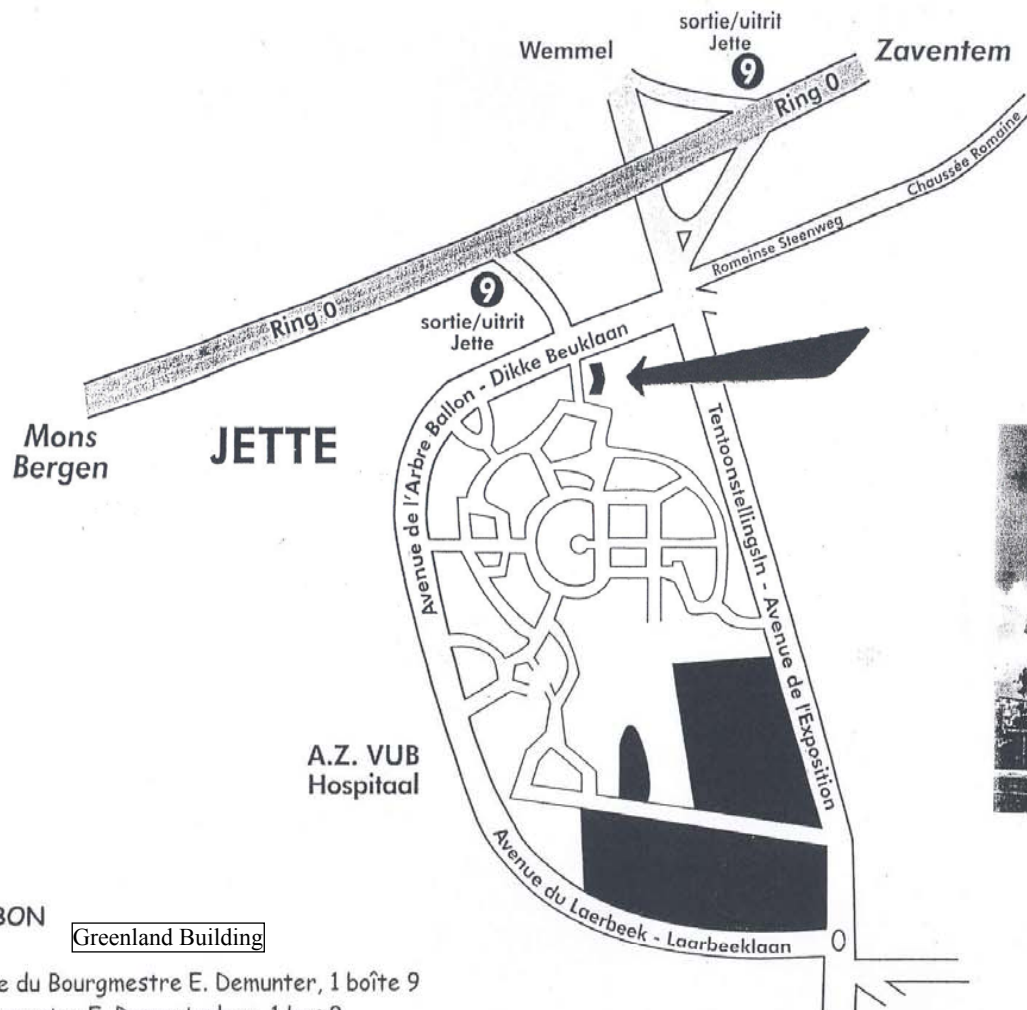 sortie/uitrit
Jette
9
Wemmel
Zaventem
Ring 0
Chaussée Romaine
Romeinse Steenweg
9
sortie/uitrit
Jette
Ring 0
Mons
Bergen
JETTE
Avenue de l'Arbre Ballon - Dikke Beuklaan
Tentoonstellingsln - Avenue de l'Exposition
A.Z. VUB
Hospitaal
Avenue du Laerbeek - Laarbeeklaan
BON
Greenland Building
e du Bourgmestre E. Demunter, 1 boîte 9